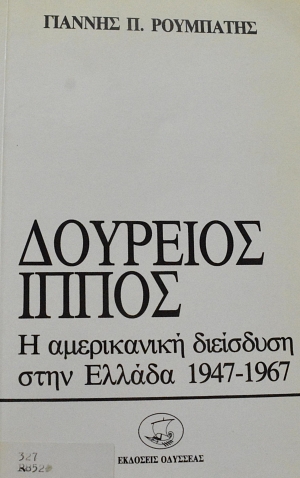 ΓΙΑΝΝΗΣ Π. ΡΟΥΜΠΑΤΗΣ
ΔΟΥΡΕΙΟΣ
ΙΠΠΟΣ
Η αμερικανική διείσδυση
στην Ελλάδα 1947-1967
ΕΚΔΟΣΕΙΣ ΟΔΥΣΣΕΑΣ
327